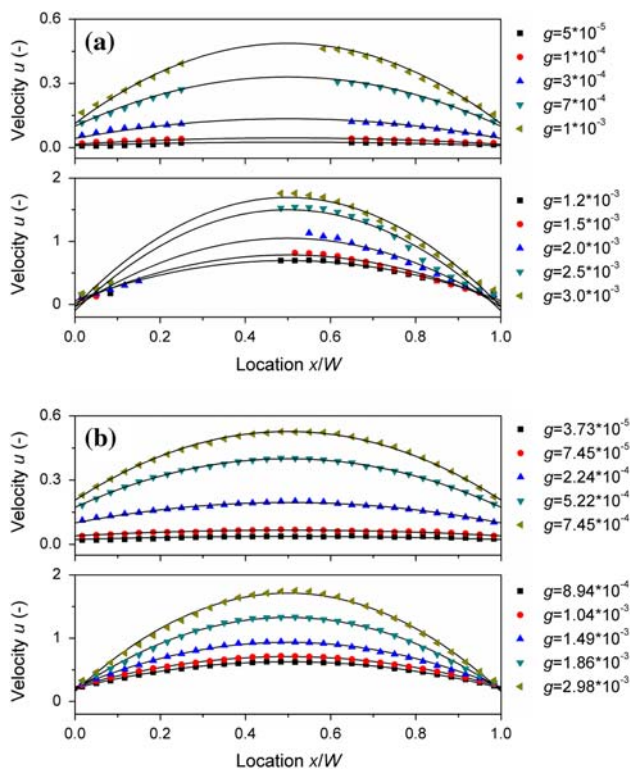 (a)
0.6
0.3
0.0
Velocity u (-)
g=5*10⁻⁵
g=1*10⁻⁴
g=3*10⁻⁴
g=7*10⁻⁴
g=1*10⁻³
2
1
0
Velocity u (-)
g=1.2*10⁻³
g=1.5*10⁻³
g=2.0*10⁻³
g=2.5*10⁻³
g=3.0*10⁻³
0.0 0.2 0.4 0.6 0.8 1.0
Location x/W
(b)
0.6
0.3
0.0
Velocity u (-)
g=3.73*10⁻⁵
g=7.45*10⁻⁵
g=2.24*10⁻⁴
g=5.22*10⁻⁴
g=7.45*10⁻⁴
2
1
0
Velocity u (-)
g=8.94*10⁻⁴
g=1.04*10⁻³
g=1.49*10⁻³
g=1.86*10⁻³
g=2.98*10⁻³
0.0 0.2 0.4 0.6 0.8 1.0
Location x/W